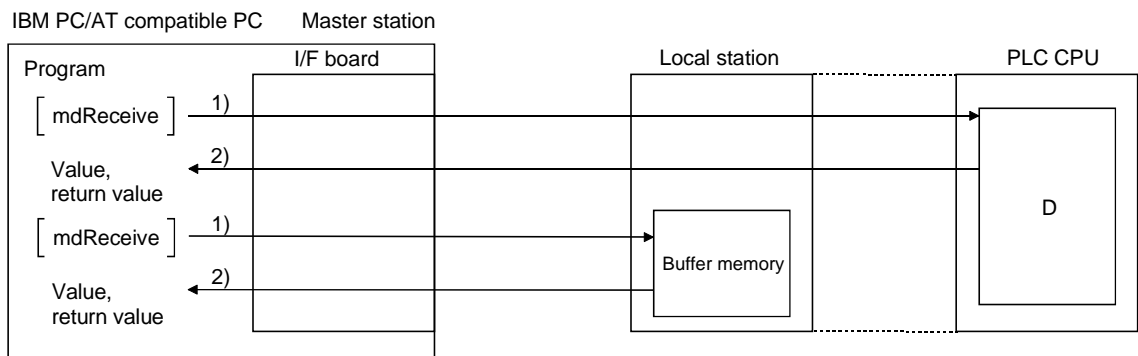 IBM PC/AT compatible PC Master station
I/F board Local station PLC CPU
Program
1)
[ mdReceive ]
2)
Value,
return value
D
1)
[ mdReceive ]
Buffer memory
2)
Value,
return value